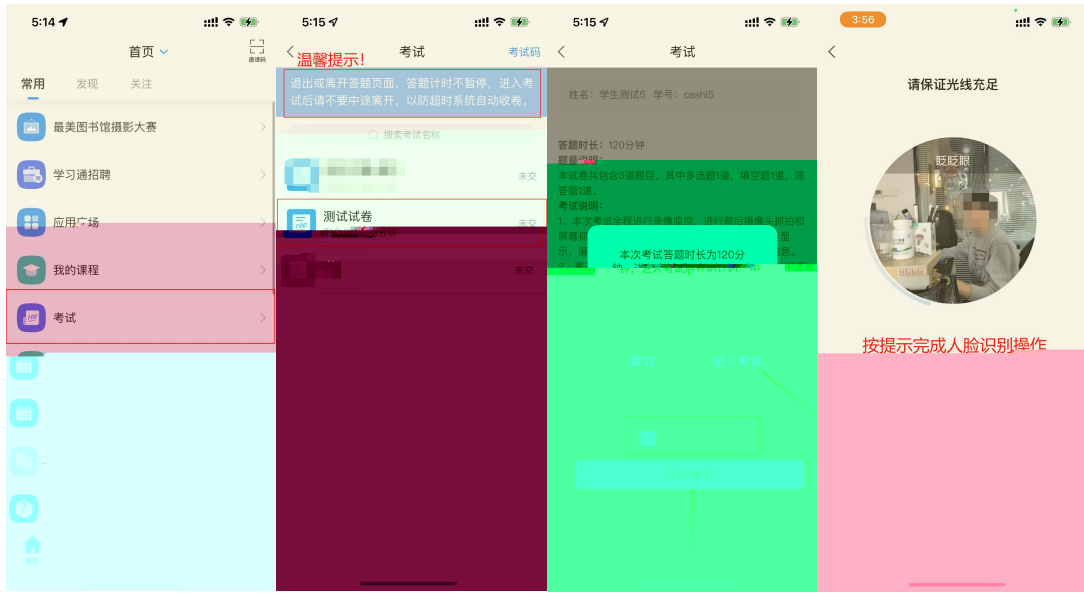 5:14
首页
邀请码
常用
发现
关注
最美图书馆摄影大赛
学习通招聘
应用广场
我的课程
考试
5:15
考试
考试码
温馨提示！
退出或离开答题页面，答题计时不暂停，进入考
试后请不要中途离开，以防超时系统自动收卷。
搜索考试名称
未交
测试试卷
未交
未交
5:15
考试
姓名：学生测试5 学号：ceshi5
答题时长：120分钟
题量说明：
本试卷共包含3道题目，其中多选题1道，填空题1道，简
答题1道。
考试说明：
1、本次考试全程进行录像监控，进行前后摄像头抓拍和
本次考试答题时长为120分
取消
进入考试
3:56
请保证光线充足
眨眨眼
按提示完成人脸识别操作